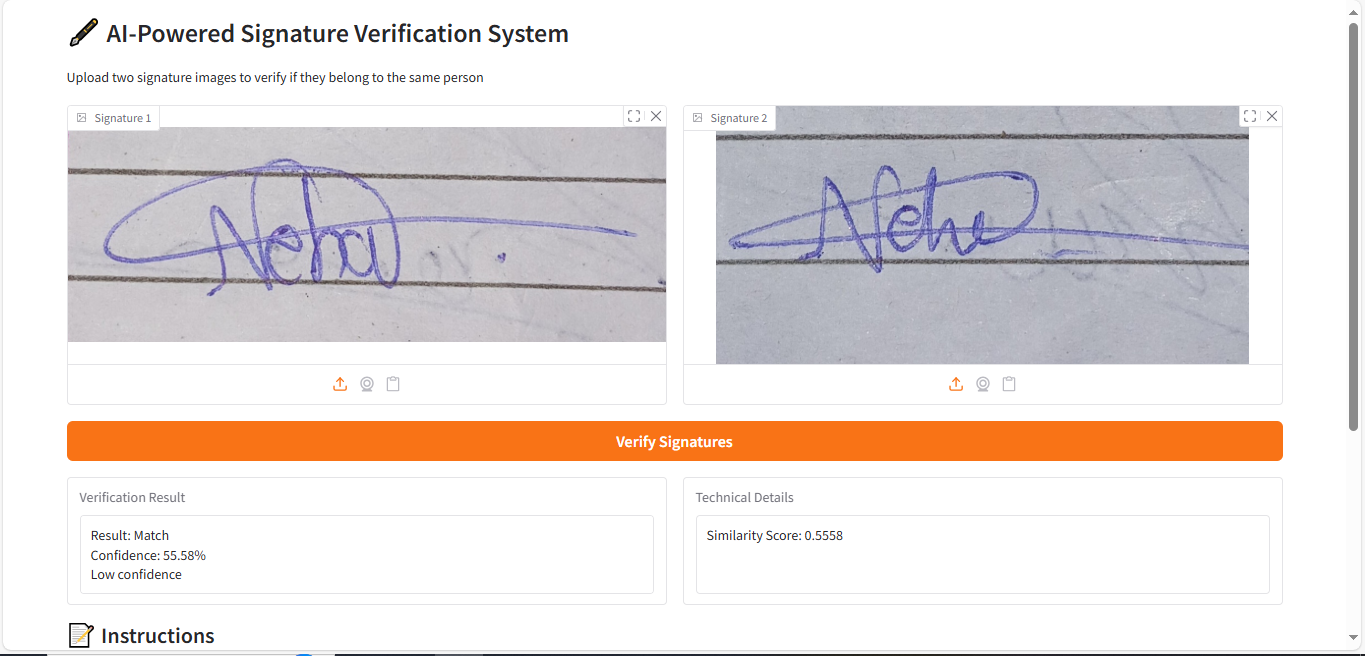 AI-Powered Signature Verification System
Upload two signature images to verify if they belong to the same person
Signature 1
Signature 2
Neha
Neha
Verify Signatures
Verification Result
Result: Match
Confidence: 55.58%
Low confidence
Technical Details
Similarity Score: 0.5558
Instructions